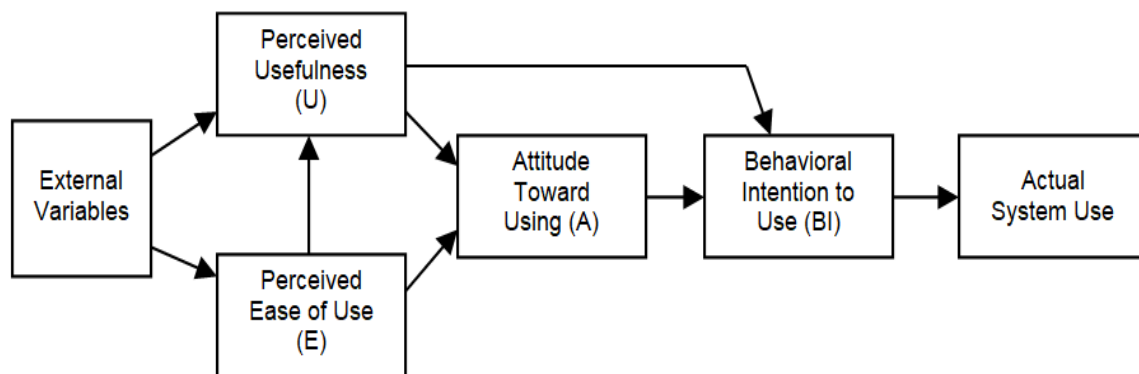 External
Variables
Perceived
Usefulness
(U)
Perceived
Ease of Use
(E)
Attitude
Toward
Using (A)
Behavioral
Intention to
Use (BI)
Actual
System Use